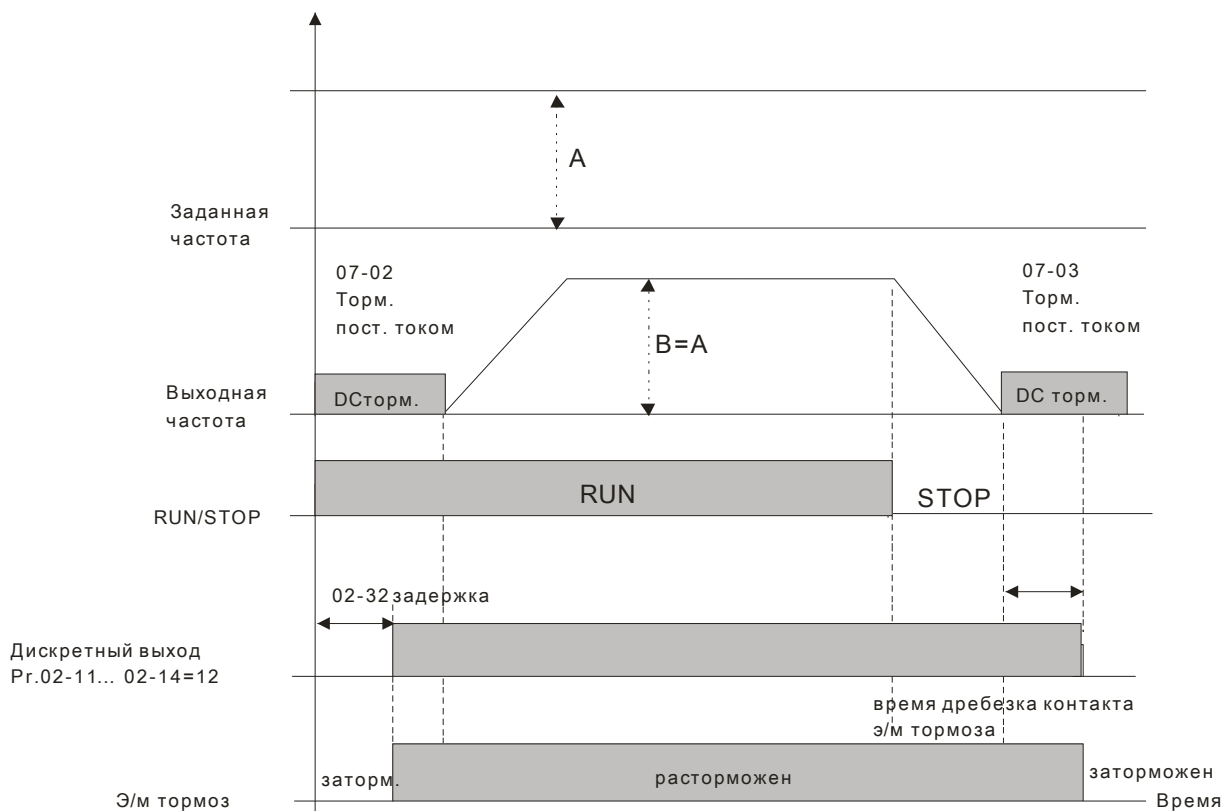 A
Заданная
частота
07-02
Торм.
пост. током
07-03
Торм.
пост. током
B=A
Выходная
частота
DCторм.
DC торм.
RUN
STOP
RUN/STOP
02-32 задержка
Дискретный выход
Pr.02-11... 02-14=12
время дребезка контакта
э/м тормоза
заторм.
расторможен
заторможен
Э/м тормоз
Время